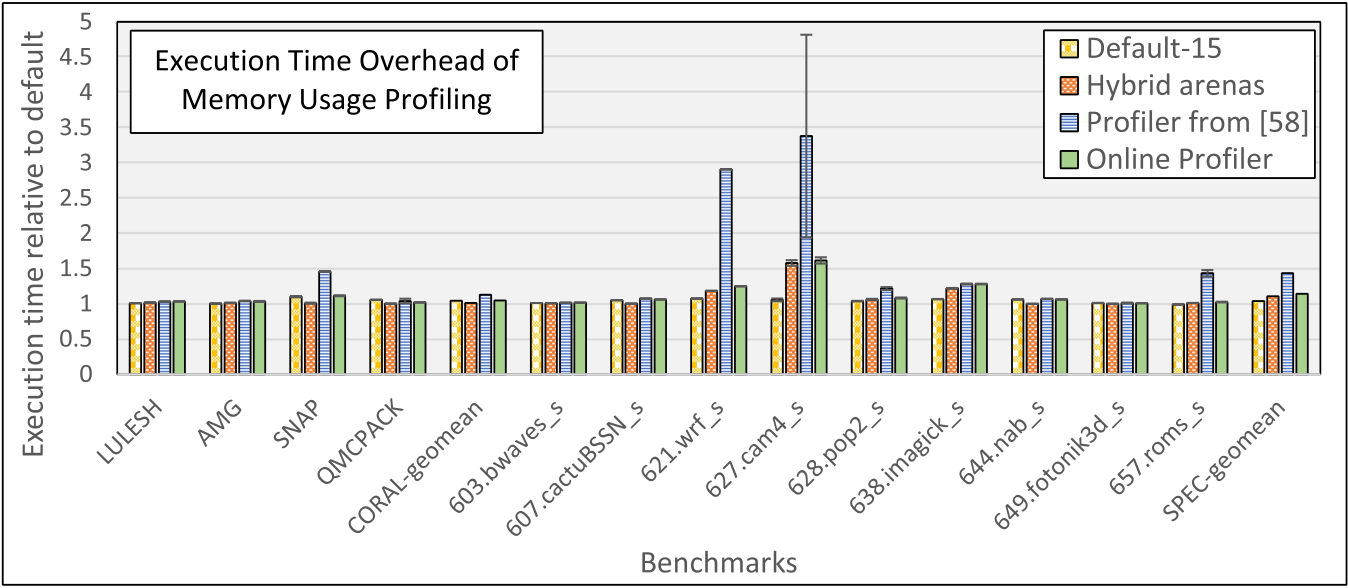 Execution Time Overhead of
Memory Usage Profiling
Default-15
Hybrid arenas
Profiler from [58]
Online Profiler
Execution time relative to default
5
4.5
4
3.5
3
2.5
2
1.5
1
0.5
0
LULESH
AMG
SNAP
QMCPACK
CORAL-geomean
603.bwaves_s
607.cactuBSSN_s
621.wrf_s
627.cam4_s
628.pop2_s
638.imagick_s
644.nab_s
649.fotonik3d_s
657.roms_s
SPEC-geomean
Benchmarks